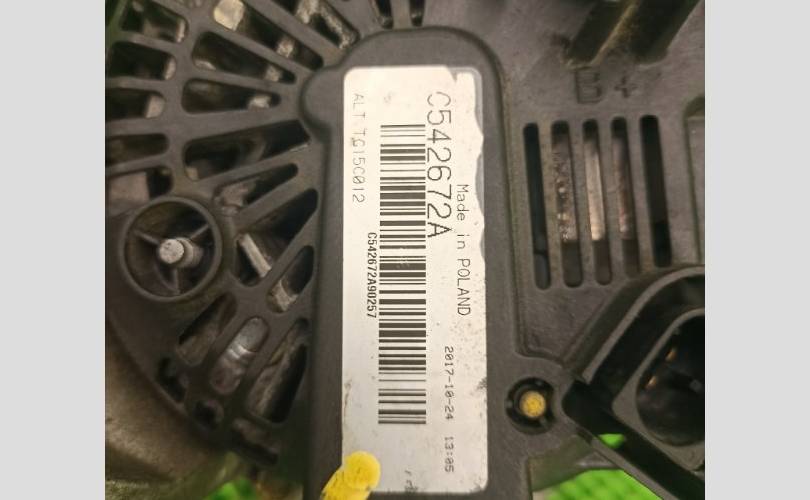 C542672A
Made in POLAND
ALT TG15C012
C542672A90257
2017-10-24 13:05
B+